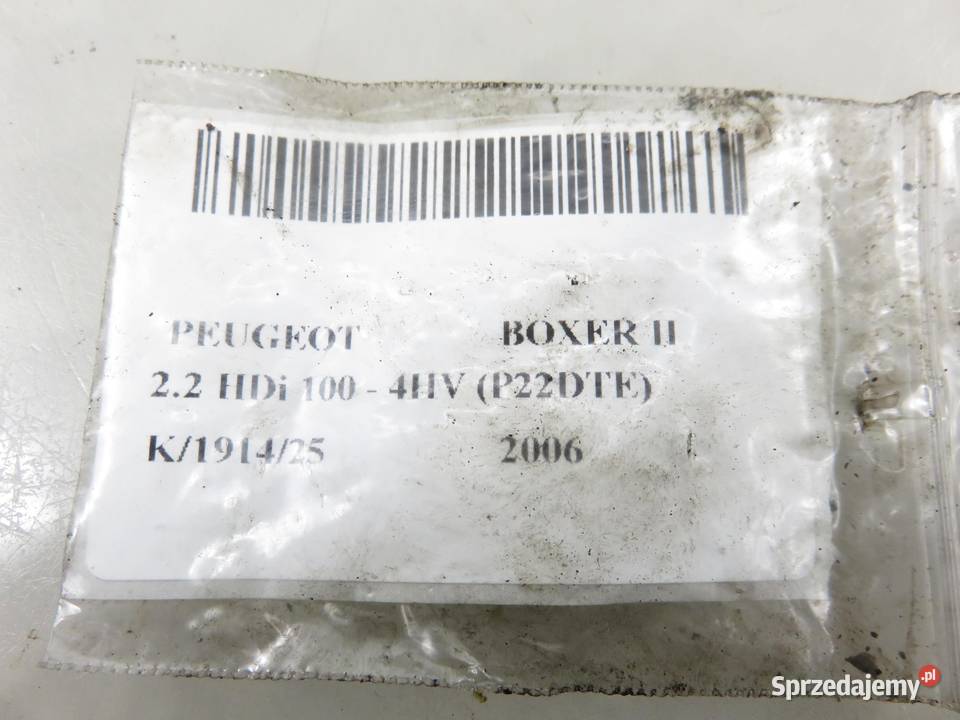 PEUGEOT BOXER II
2.2 HDi 100 - 4HV (P22DTE)
K/1914/25 2006
Sprzedajemy.pl